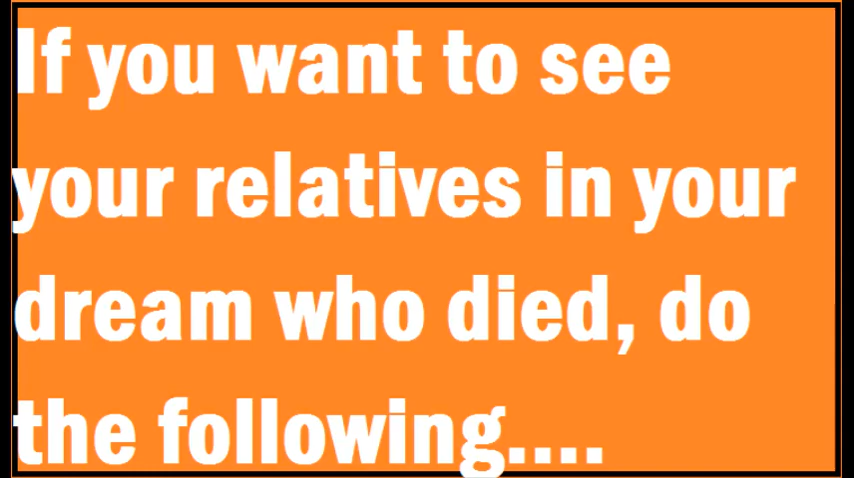 If you want to see
your relatives in your
dream who died, do
the following....